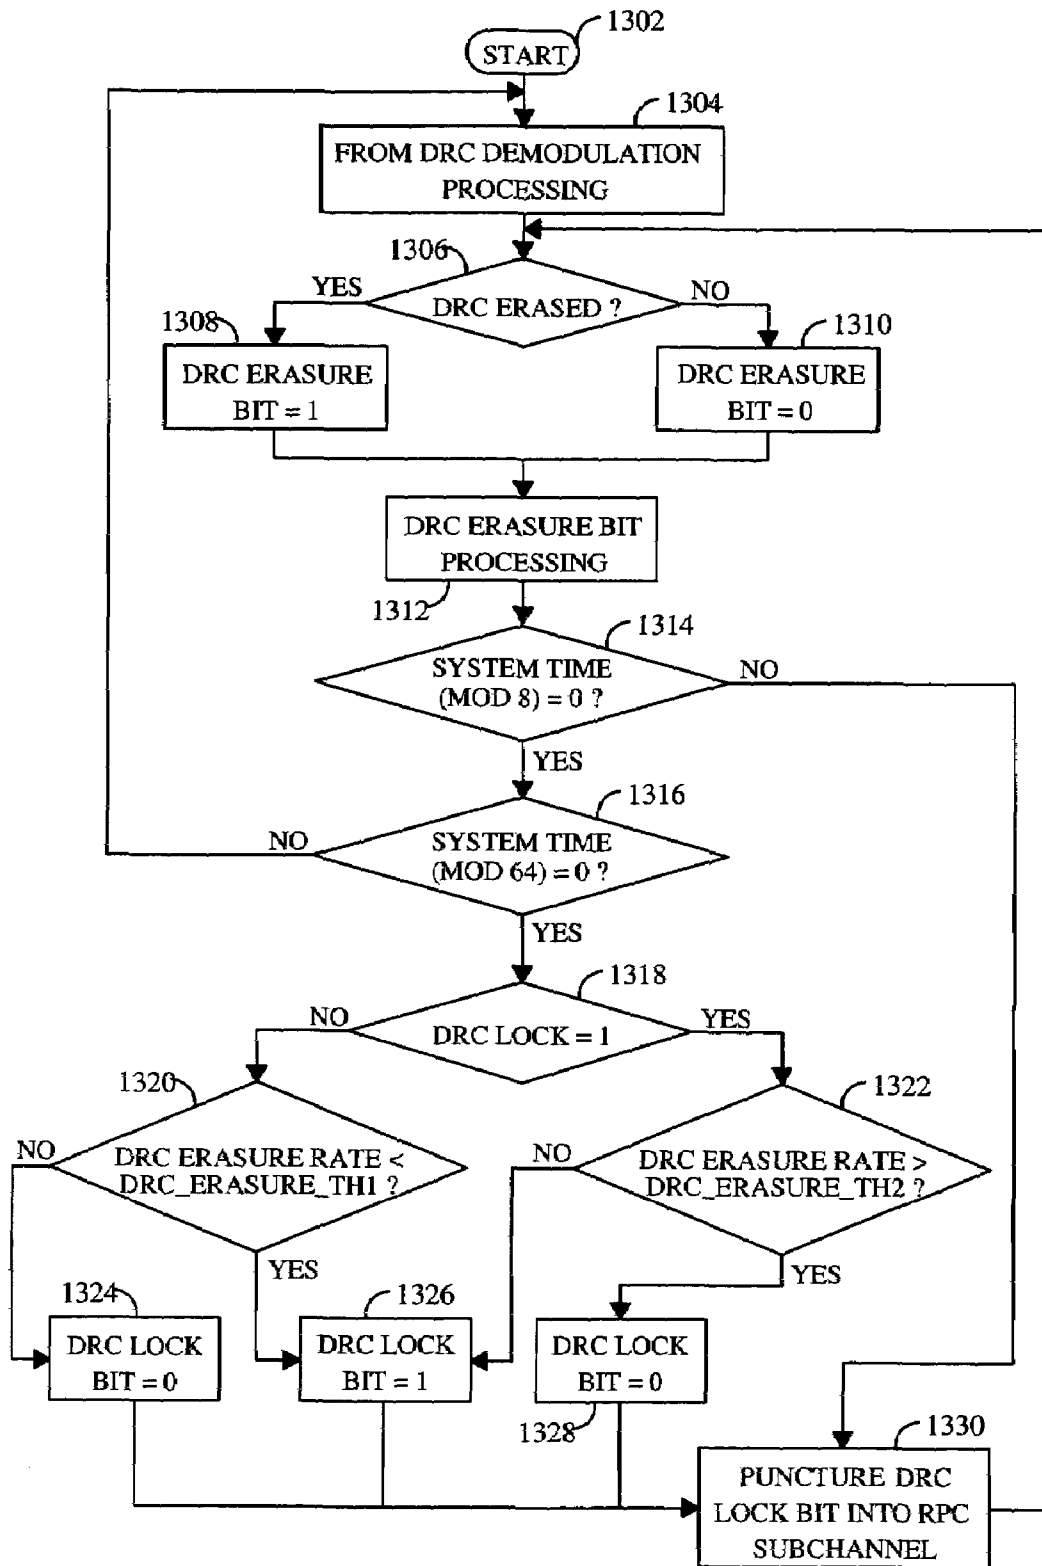 1302
START
1304
FROM DRC DEMODULATION
PROCESSING
1306
YES
DRC ERASED ?
NO
1308
1310
DRC ERASURE
BIT = 1
DRC ERASURE
BIT = 0
DRC ERASURE BIT
PROCESSING
1312
1314
SYSTEM TIME
(MOD 8) = 0 ?
NO
YES
1316
NO
SYSTEM TIME
(MOD 64) = 0 ?
YES
1318
NO
DRC LOCK = 1
YES
1320
1322
NO
DRC ERASURE RATE <
DRC_ERASURE_TH1 ?
NO
DRC ERASURE RATE >
DRC_ERASURE_TH2 ?
YES
YES
1324
1326
DRC LOCK
BIT = 0
DRC LOCK
BIT = 1
DRC LOCK
BIT = 0
1328
1330
PUNCTURE DRC
LOCK BIT INTO RPC
SUBCHANNEL